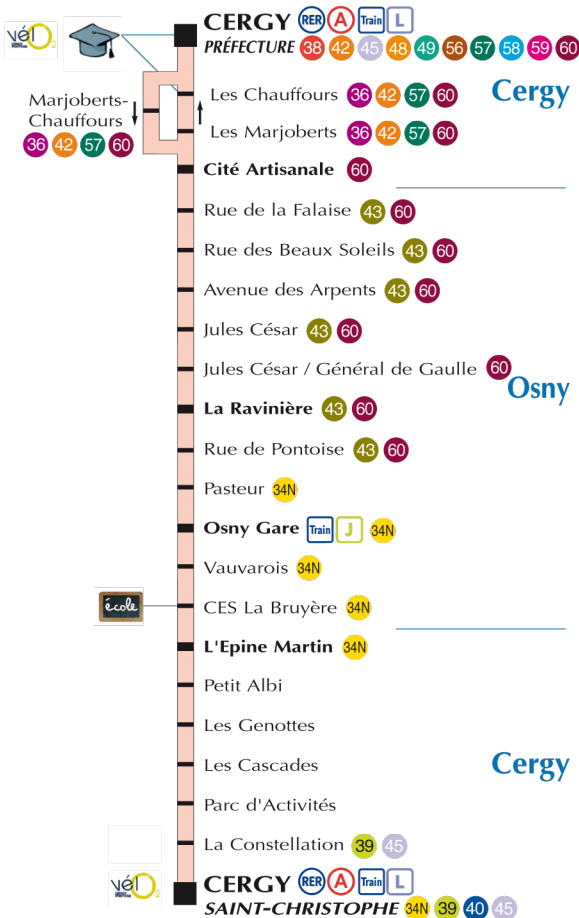 vélO2
CERGY RER A Train L
PRÉFECTURE 38 42 45 48 49 56 57 58 59 60
Cergy
Marjoberts-
Chauffours
36 42 57 60
Les Chauffours 36 42 57 60
Les Marjoberts 36 42 57 60
Cité Artisanale 60
Rue de la Falaise 43 60
Rue des Beaux Soleils 43 60
Avenue des Arpents 43 60
Jules César 43 60
Jules César / Général de Gaulle 60
Osny
La Ravinière 43 60
Rue de Pontoise 43 60
Pasteur 34N
Osny Gare Train J 34N
Vauvarois 34N
école
CES La Bruyère 34N
L'Epine Martin 34N
Petit Albi
Les Genottes
Les Cascades
Cergy
Parc d'Activités
La Constellation 39 45
vélO2
CERGY RER A Train L
SAINT-CHRISTOPHE 34N 39 40 45